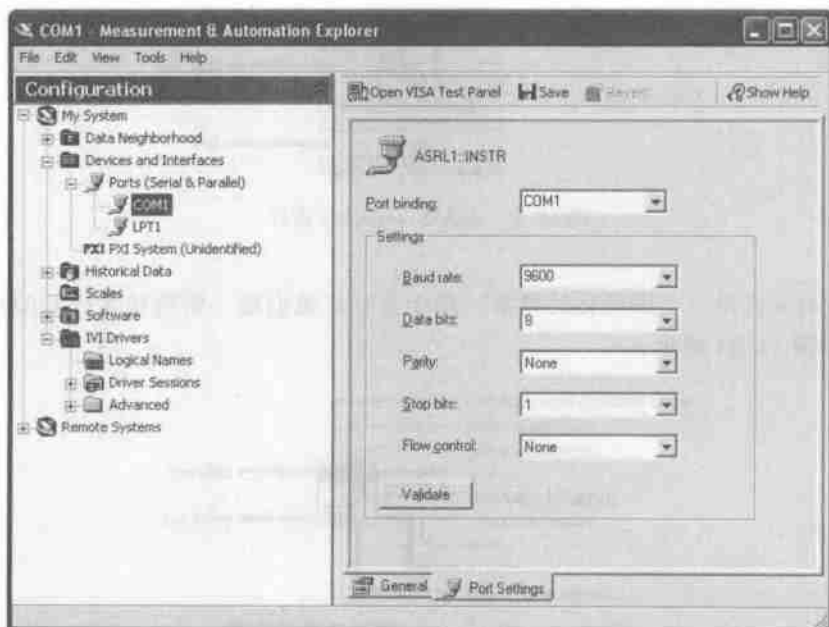 COM1 - Measurement & Automation Explorer
File Edit View Tools Help
Configuration
My System
Data Neighborhood
Devices and Interfaces
Ports (Serial & Parallel)
COM1
LPT1
PXI PXI System (Unidentified)
Historical Data
Scales
Software
IVI Drivers
Logical Names
Driver Sessions
Advanced
Remote Systems
Open VISA Test Panel Save Revert Show Help
ASRL1::INSTR
Port binding: COM1
Settings
Baud rate: 9600
Data bits: 8
Parity: None
Stop bits: 1
Flow control: None
Validate
General Port Settings